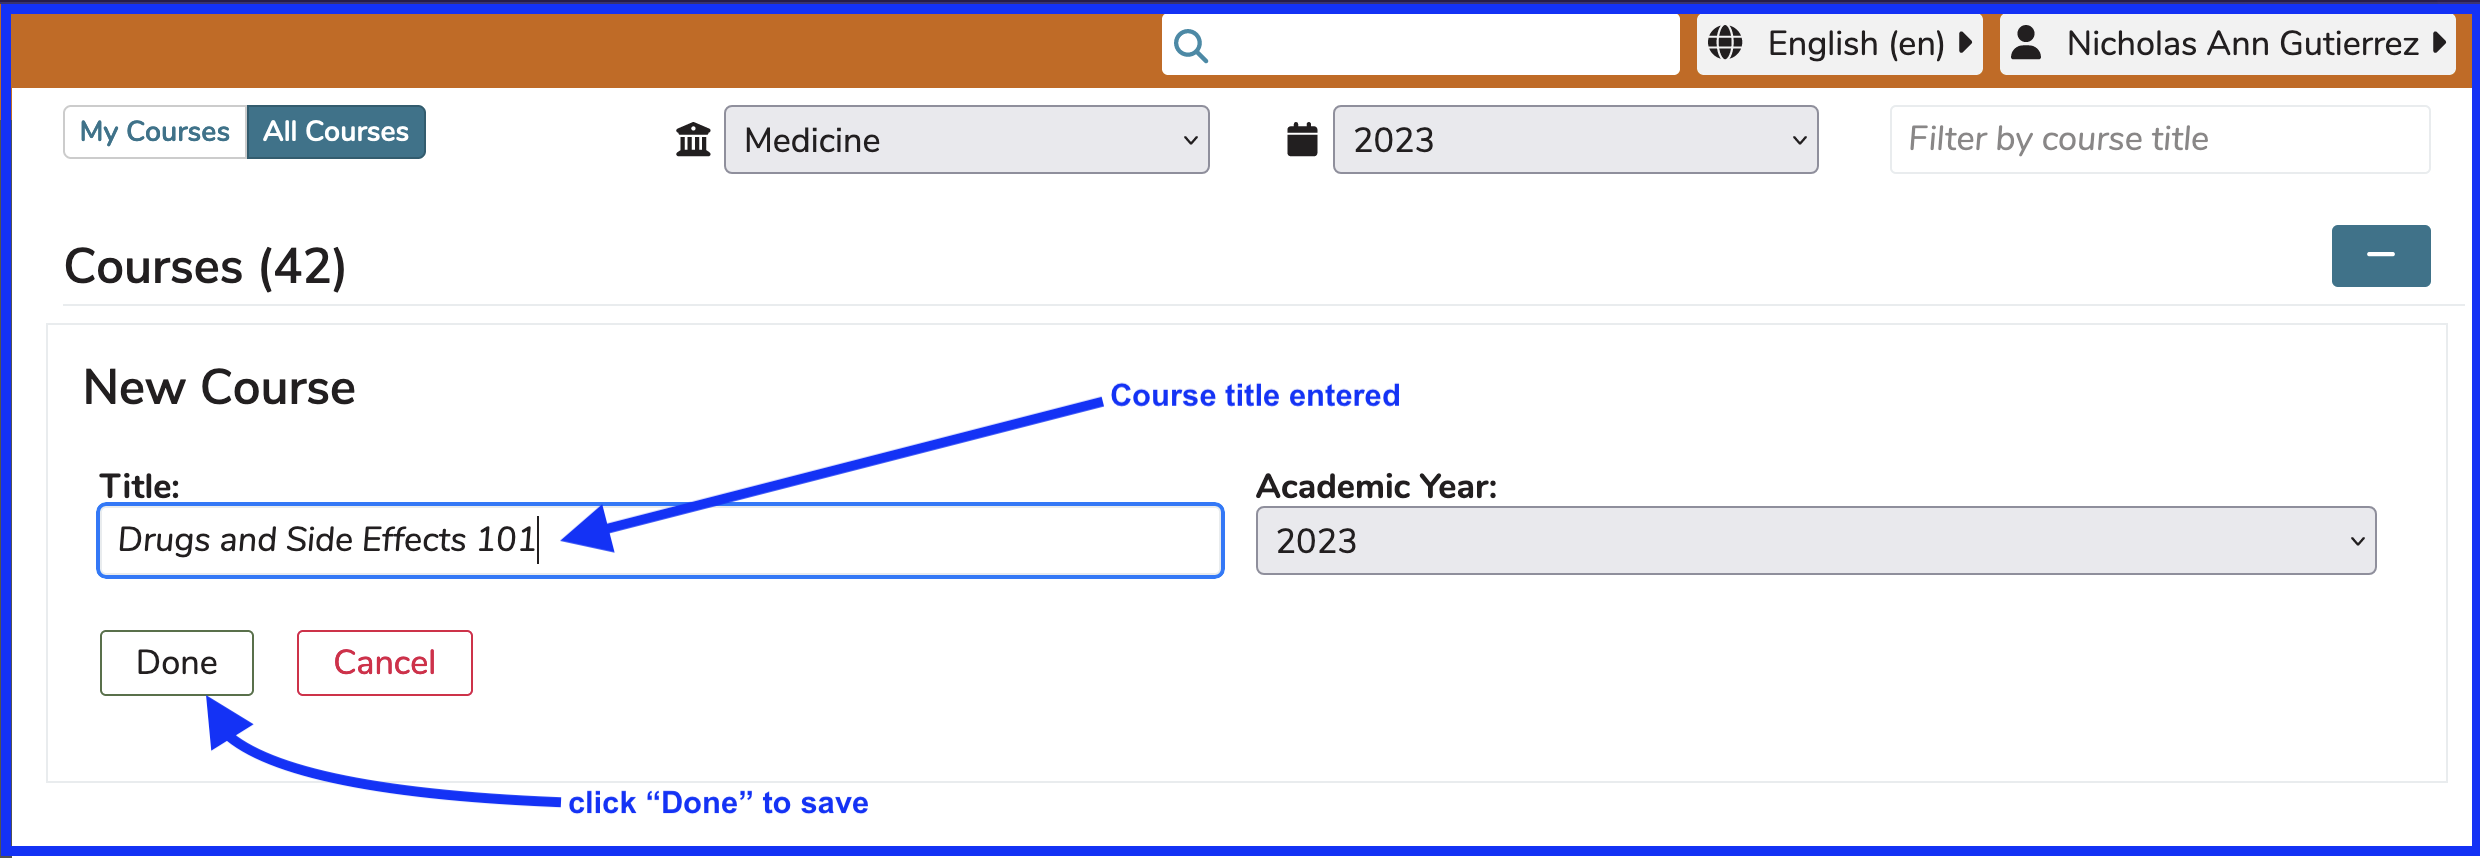 English (en)
Nicholas Ann Gutierrez
My Courses
All Courses
Medicine
2023
Filter by course title
Courses (42)
New Course
Course title entered
Title:
Academic Year:
Drugs and Side Effects 101
2023
Done
Cancel
click “Done” to save